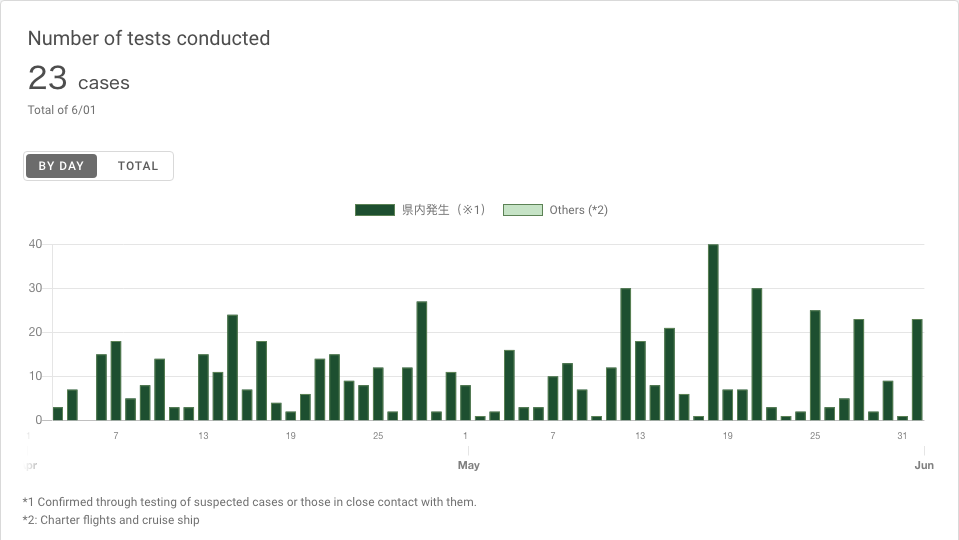 Number of tests conducted
23 cases
Total of 6/01
BY DAY TOTAL
県内発生（※1） Others (*2)
40
30
20
10
0
7 13 19 25 1 7 13 19 25 31
May Jun
*1 Confirmed through testing of suspected cases or those in close contact with them.
*2: Charter flights and cruise ship